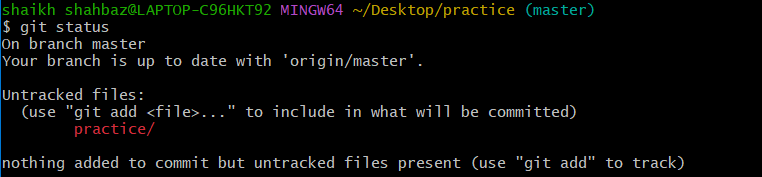 shaikh shahbaz@LAPTOP-C96HKT92 MINGW64 ~/Desktop/practice (master)
$ git status
On branch master
Your branch is up to date with 'origin/master'.

Untracked files:
  (use "git add <file>..." to include in what will be committed)
        practice/

nothing added to commit but untracked files present (use "git add" to track)